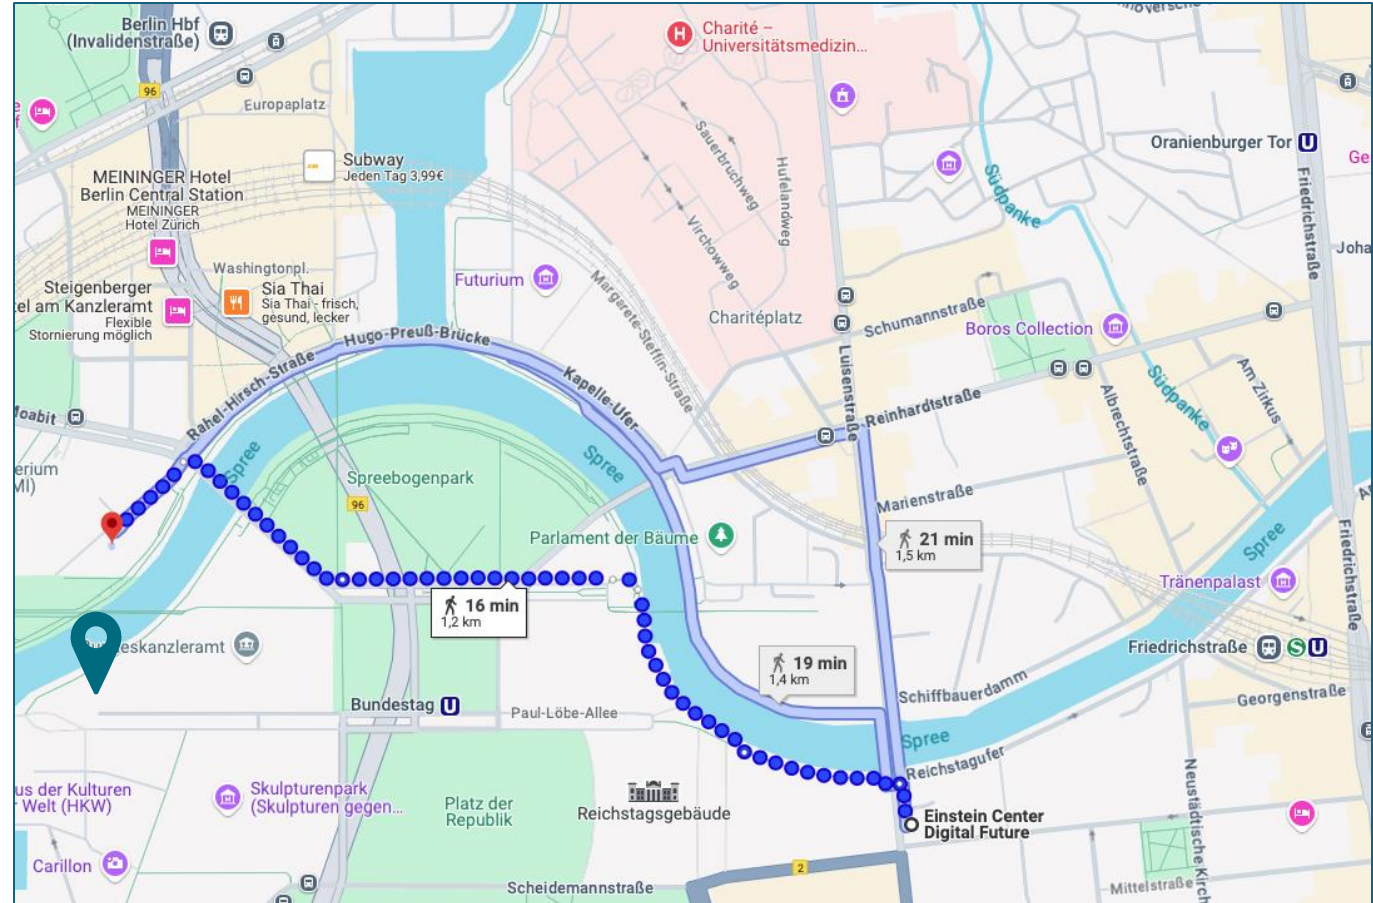 Berlin Hbf
(Invalidenstraße)
96
Europaplatz
Charité –
Universitätsmedizin...
H
Sauerbruchweg
Hufelandweg
Virchowweg
Südpanke
Oranienburger Tor U
Ge
Friedrichstraße
Joha
Subway
Jeden Tag 3,99€
MEININGER Hotel
Berlin Central Station
MEININGER
Hotel Zürich
Washingtonpl.
Steigenberger
tel am Kanzleramt
Flexible
Stornierung möglich
Sia Thai
Sia Thai - frisch,
gesund, lecker
Futurium
Margarete-Steffin-Straße
Charitéplatz
Schumannstraße
Boros Collection
Hugo-Preuß-Brücke
Rahel-Hirsch-Straße
Kapelle-Ufer
Luisenstraße
Reinhardtstraße
Albrechtstraße
Südpanke
Am Zirkus
Moabit
erium
MI)
Spree
Spree
Spreebogenpark
96
Marienstraße
Parlament der Bäume
21 min
1,5 km
Spree
Friedrichstraße
Tränenpalast
16 min
1,2 km
eskanzleramt
19 min
1,4 km
Friedrichstraße S U
Schiffbauerdamm
Georgenstraße
Bundestag U
Paul-Löbe-Allee
Spree
Reichstagufer
Neustädtische Kirch
us der Kulturen
Welt (HKW)
Skulpturenpark
(Skulpturen gegen...
Platz der
Republik
Reichstagsgebäude
Einstein Center
Digital Future
Carillon
2
Scheidemannstraße
Mittelstraße